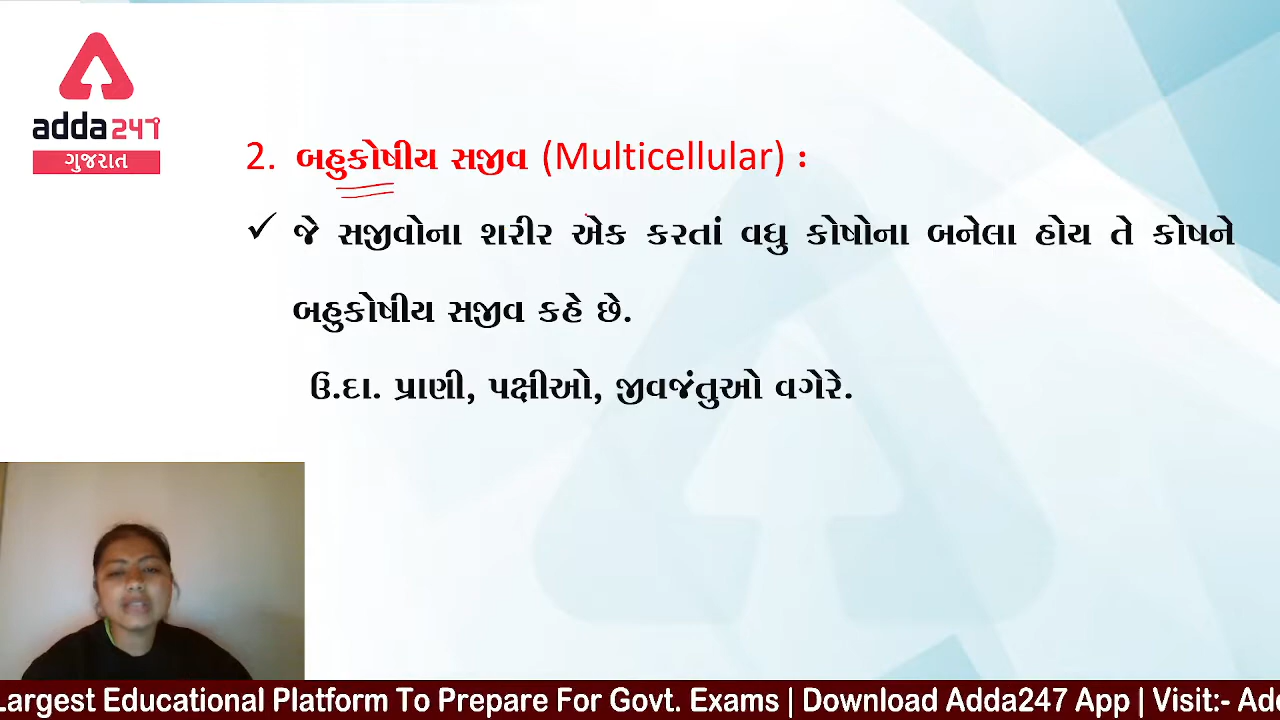 adda247
ગુજરાત
2. બહુકોષીય સજીવ (Multicellular) :
✓ જે સજીવોના શરીર એક કરતાં વધુ કોષોના બનેલા હોય તે કોષને
બહુકોષીય સજીવ કહે છે.
ઉ.દા. પ્રાણી, પક્ષીઓ, જીવજંતુઓ વગેરે.
Largest Educational Platform To Prepare For Govt. Exams | Download Adda247 App | Visit:- Add